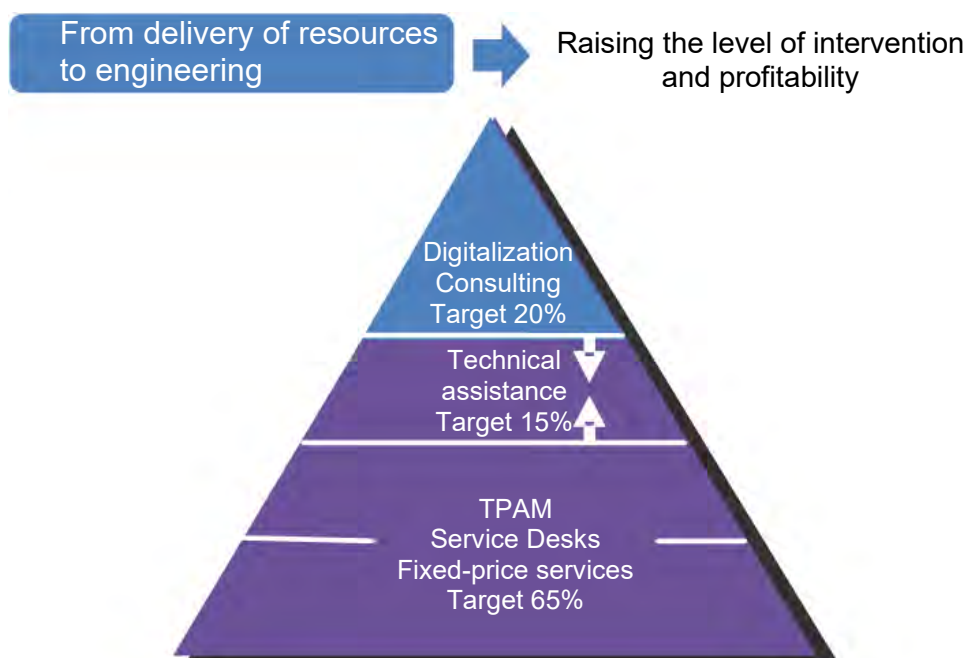 From delivery of resources
to engineering
Raising the level of intervention
and profitability
Digitalization
Consulting
Target 20%
Technical
assistance
Target 15%
TPAM
Service Desks
Fixed-price services
Target 65%